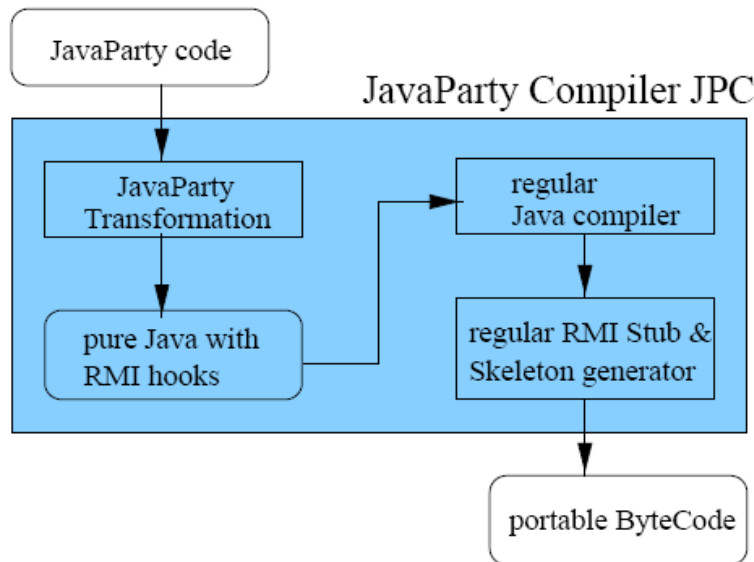 JavaParty code
JavaParty Compiler JPC
JavaParty
Transformation
pure Java with
RMI hooks
regular
Java compiler
regular RMI Stub &
Skeleton generator
portable ByteCode